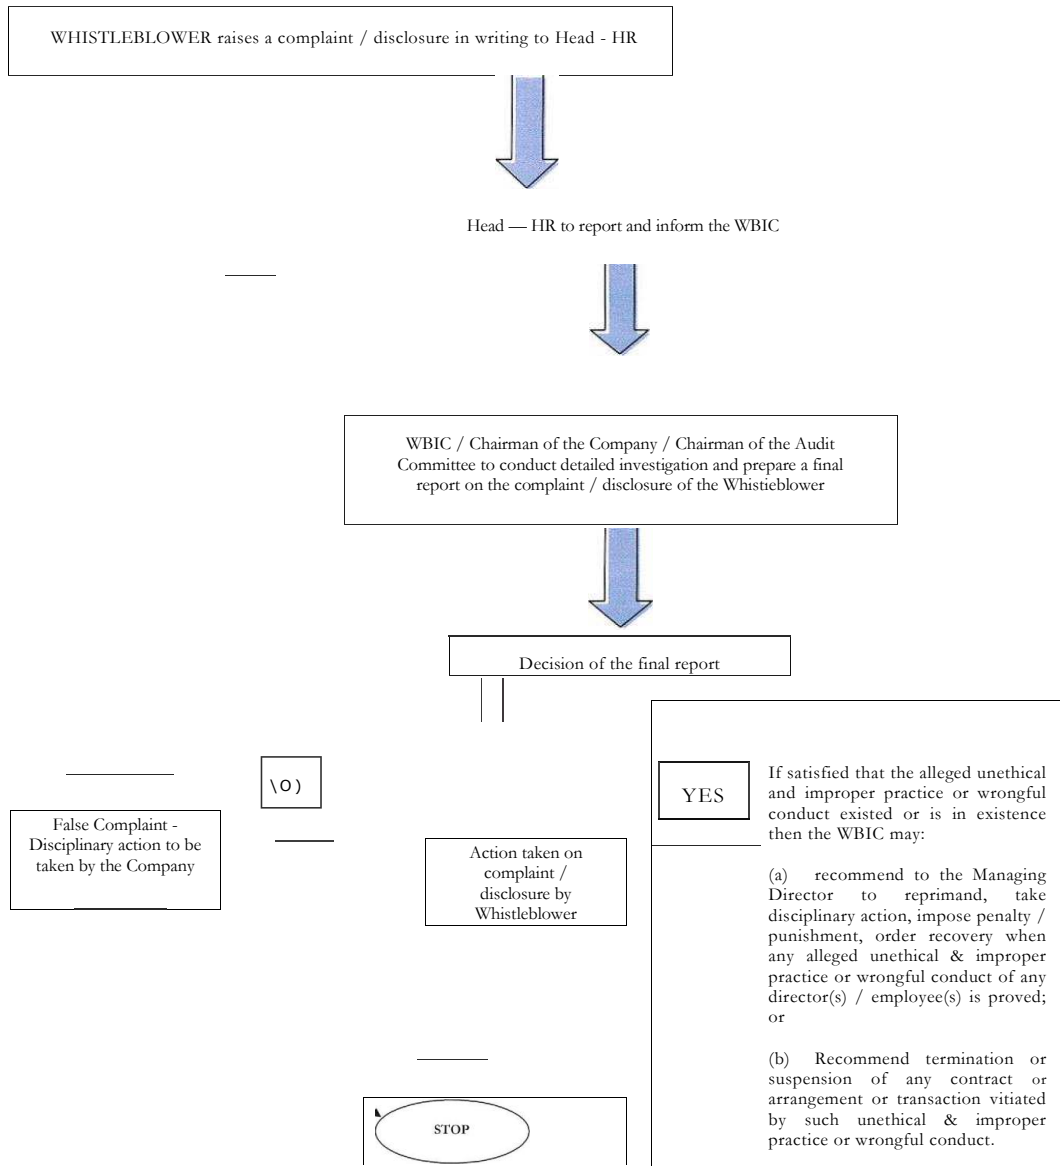 WHISTLEBLOWER raises a complaint / disclosure in writing to Head - HR
Head — HR to report and inform the WBIC
WBIC / Chairman of the Company / Chairman of the Audit
Committee to conduct detailed investigation and prepare a final
report on the complaint / disclosure of the Whistieblower
Decision of the final report
\O)
False Complaint -
Disciplinary action to be
taken by the Company
Action taken on
complaint /
disclosure by
Whistleblower
YES
If satisfied that the alleged unethical
and improper practice or wrongful
conduct existed or is in existence
then the WBIC may:
(a) recommend to the Managing
Director to reprimand, take
disciplinary action, impose penalty /
punishment, order recovery when
any alleged unethical & improper
practice or wrongful conduct of any
director(s) / employee(s) is proved;
or
(b) Recommend termination or
suspension of any contract or
arrangement or transaction vitiated
by such unethical & improper
practice or wrongful conduct.
STOP